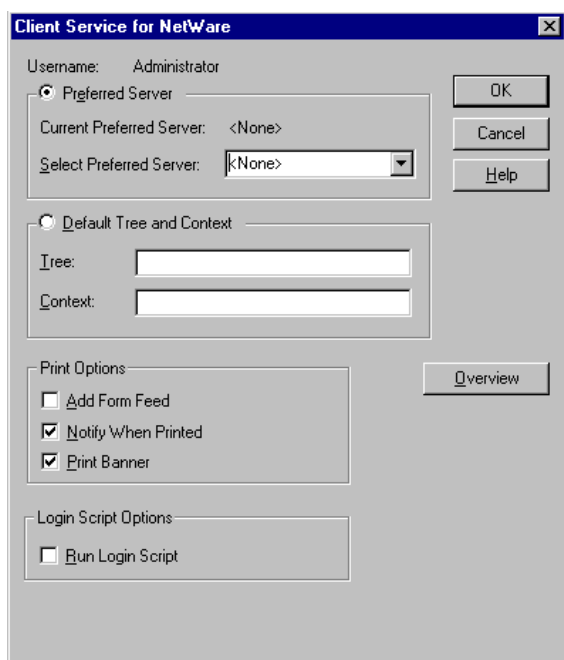 Client Service for NetWare
Username: Administrator
Preferred Server
Current Preferred Server: <None>
Select Preferred Server: <None>
OK
Cancel
Help
Default Tree and Context
Tree:
Context:
Print Options
Add Form Feed
Notify When Printed
Print Banner
Overview
Login Script Options
Run Login Script